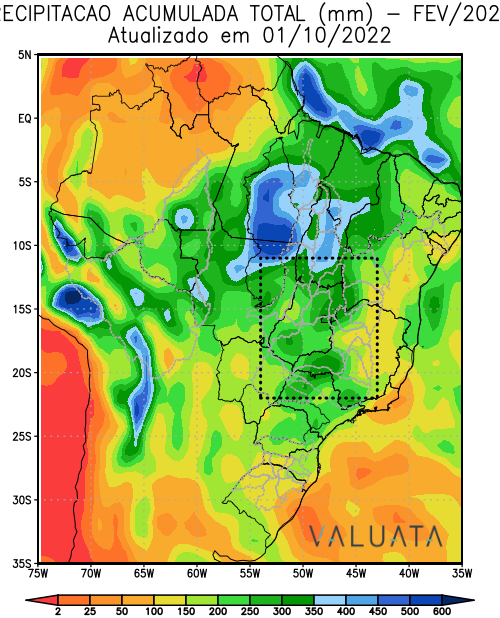 RECIPITACAO ACUMULADA TOTAL (mm) – FEV/202
Atualizado em 01/10/2022
5N
EQ
5S
10S
15S
20S
25S
30S
35S
VALUATA
75W 70W 65W 60W 55W 50W 45W 40W 35W
2 25 50 100 150 200 250 300 350 400 450 500 600